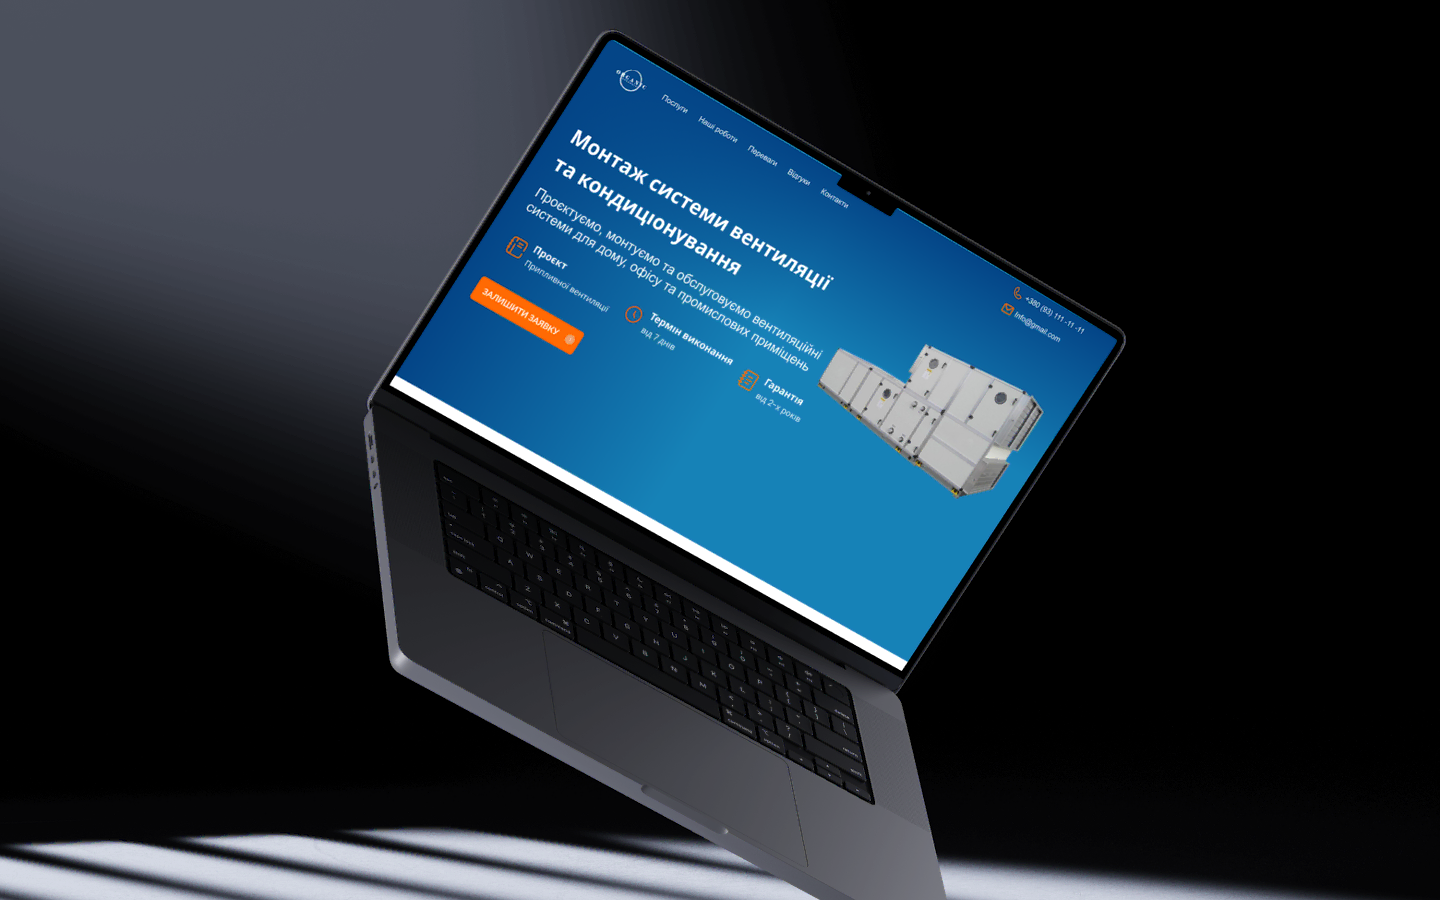 ORGANIC
Послуги
Наші роботи
Переваги
Відгуки
Контакти
+380 (93) 111 -11 -11
info@gmail.com
Монтаж системи вентиляції
та кондиціонування
Проєктуємо, монтуємо та обслуговуємо вентиляційні
системи для дому, офісу та промислових приміщень
Проєкт
Припливної вентиляції
Термін виконання
від 7 днів
Гарантія
від 2-х років
ЗАЛИШИТИ ЗАЯВКУ